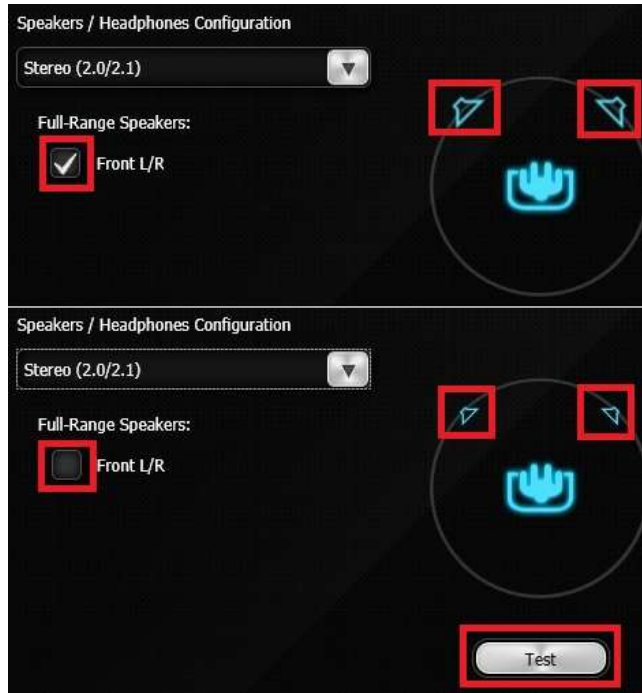 Speakers / Headphones Configuration
Stereo (2.0/2.1)
Full-Range Speakers:
Front L/R
Speakers / Headphones Configuration
Stereo (2.0/2.1)
Full-Range Speakers:
Front L/R
Test